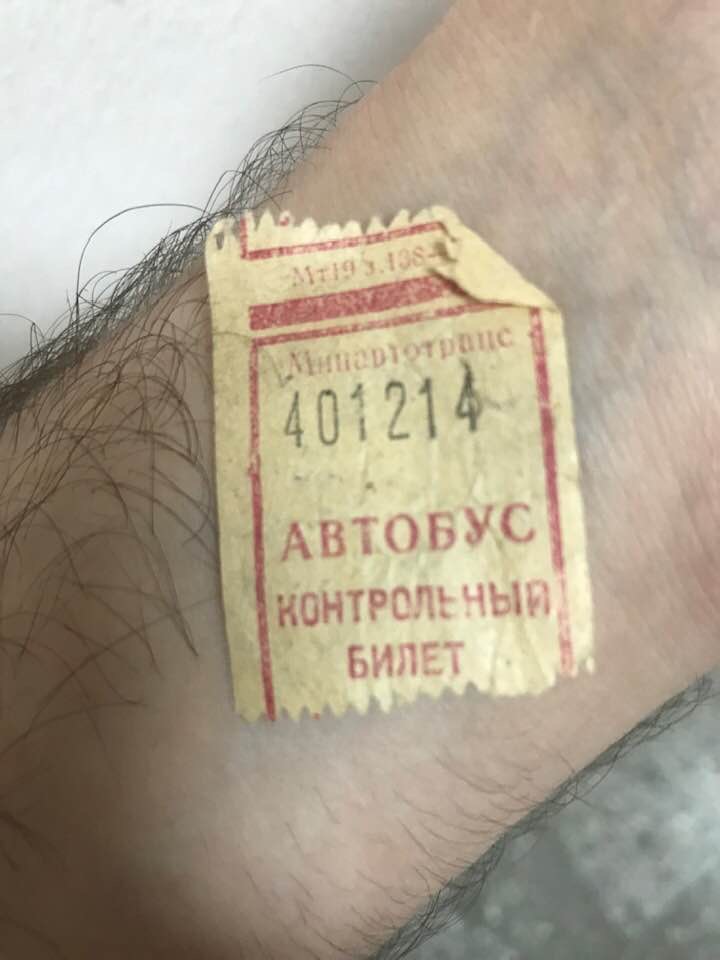 Минавтотранс
401214
АВТОБУС
КОНТРОЛЬНЫЙ
БИЛЕТ